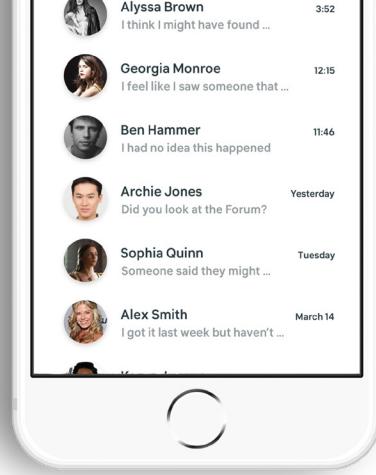 Alyssa Brown
3:52
I think I might have found ...
Georgia Monroe
12:15
I feel like I saw someone that ...
Ben Hammer
11:46
I had no idea this happened
Archie Jones
Yesterday
Did you look at the Forum?
Sophia Quinn
Tuesday
Someone said they might ...
Alex Smith
March 14
I got it last week but haven't ...